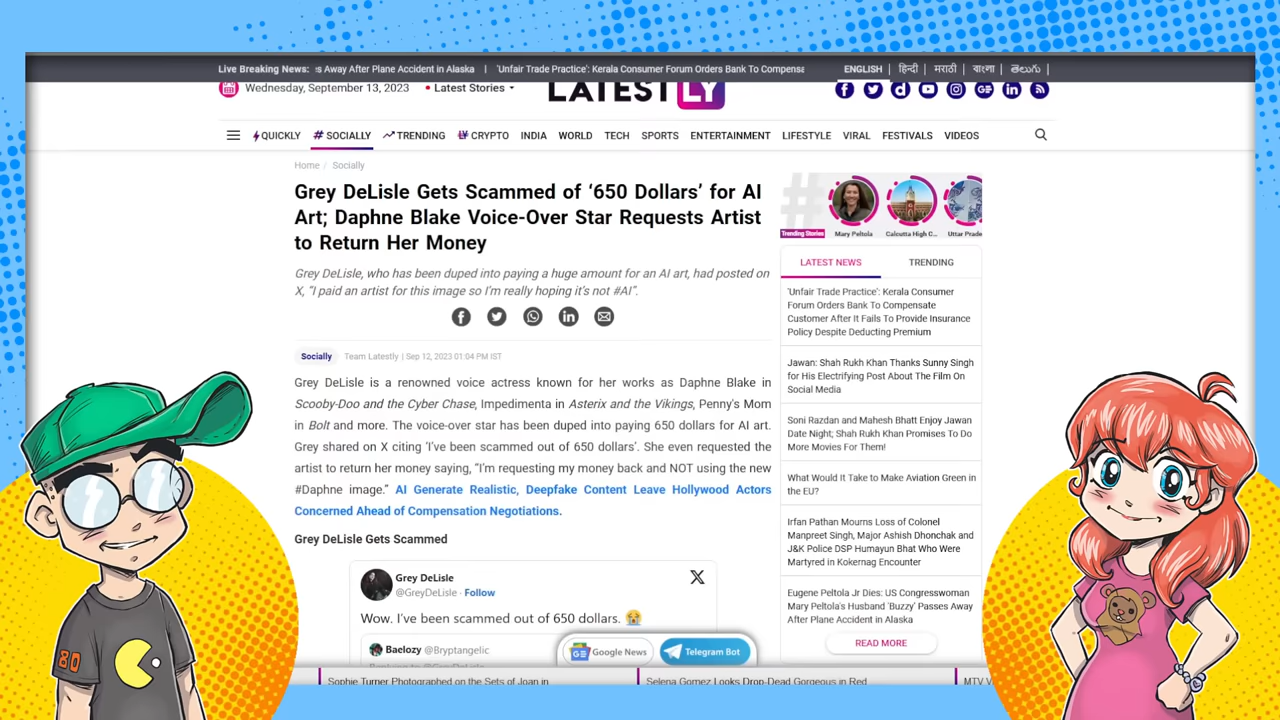 Live Breaking News: es Away After Plane Accident in Alaska | 'Unfair Trade Practice': Kerala Consumer Forum Orders Bank To Compensa
ENGLISH | हिन्दी | मराठी | বাংলা | తెలుగు |
Wednesday, September 13, 2023 • Latest Stories
LATESTLY
QUICKLY # SOCIALLY TRENDING CRYPTO INDIA WORLD TECH SPORTS ENTERTAINMENT LIFESTYLE VIRAL FESTIVALS VIDEOS
Home / Socially
Grey DeLisle Gets Scammed of ‘650 Dollars’ for AI
Art; Daphne Blake Voice-Over Star Requests Artist
to Return Her Money
Grey DeLisle, who has been duped into paying a huge amount for an AI art, had posted on
X, “I paid an artist for this image so I’m really hoping it’s not #AI”.
Socially Team Latestly | Sep 12, 2023 01:04 PM IST
Grey DeLisle is a renowned voice actress known for her works as Daphne Blake in
Scooby-Doo and the Cyber Chase, Impedimenta in Asterix and the Vikings, Penny's Mom
in Bolt and more. The voice-over star has been duped into paying 650 dollars for AI art.
Grey shared on X citing ‘I’ve been scammed out of 650 dollars’. She even requested the
artist to return her money saying, “I’m requesting my money back and NOT using the new
#Daphne image.” AI Generate Realistic, Deepfake Content Leave Hollywood Actors
Concerned Ahead of Compensation Negotiations.
Grey DeLisle Gets Scammed
Grey DeLisle
@GreyDeLisle · Follow
X
Wow. I’ve been scammed out of 650 dollars. 😭
Baelozy @Bryptangelic
Google News
Telegram Bot
#
Trending Stories
Mary Peltola
Calcutta High C...
Uttar Prade
LATEST NEWS TRENDING
'Unfair Trade Practice': Kerala Consumer
Forum Orders Bank To Compensate
Customer After It Fails To Provide Insurance
Policy Despite Deducting Premium
Jawan: Shah Rukh Khan Thanks Sunny Singh
for His Electrifying Post About The Film On
Social Media
Soni Razdan and Mahesh Bhatt Enjoy Jawan
Date Night; Shah Rukh Khan Promises To Do
More Movies For Them!
What Would It Take to Make Aviation Green in
the EU?
Irfan Pathan Mourns Loss of Colonel
Manpreet Singh, Major Ashish Dhonchak and
J&K Police DSP Humayun Bhat Who Were
Martyred in Kokernag Encounter
Eugene Peltola Jr Dies: US Congresswoman
Mary Peltola's Husband 'Buzzy' Passes Away
After Plane Accident in Alaska
READ MORE
Sophie Turner Photographed on the Sets of Joan in
Selena Gomez Looks Drop-Dead Gorgeous in Red
MTV V
80